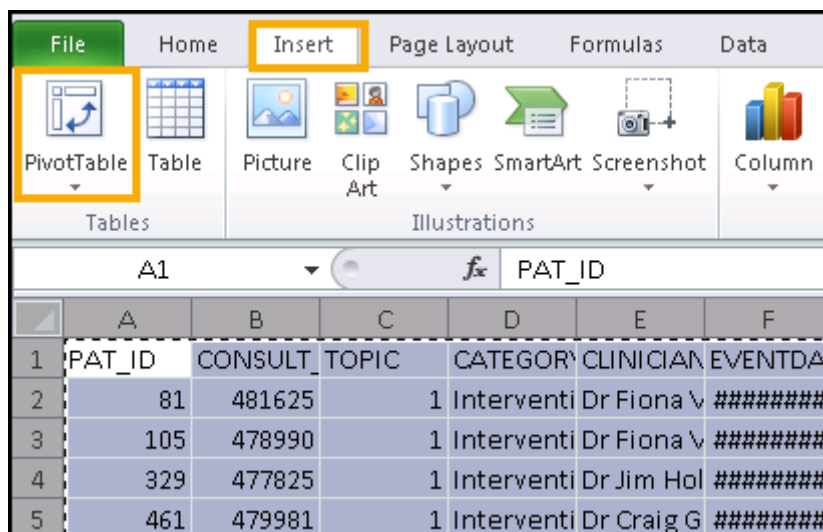 File Home Insert Page Layout Formulas Data
PivotTable Table Picture Clip Art Shapes SmartArt Screenshot Column
Tables Illustrations
A1 fx PAT_ID
A B C D E F
1 PAT_ID CONSULT_ TOPIC CATEGORY CLINICIAN EVENTDA
2 81 481625 1 Interventi Dr Fiona V ########
3 105 478990 1 Interventi Dr Fiona V ########
4 329 477825 1 Interventi Dr Jim Hol ########
5 461 479981 1 Interventi Dr Craig G ########